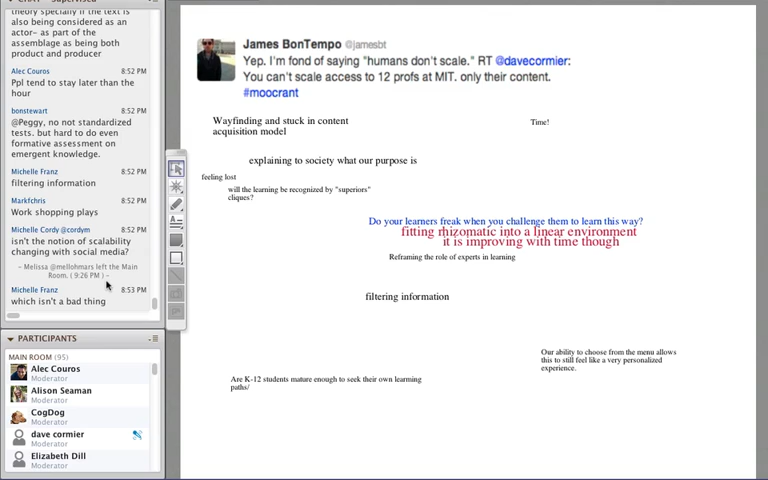 CHAT - Supervised
theory specially if the text is
also being considered as an
actor- as part of the
assemblage as being both
product and producer
Alec Couros 8:52 PM
Ppl tend to stay later than the
hour
bonstewart 8:52 PM
@Peggy, no not standardized
tests. but hard to do even
formative assessment on
emergent knowledge.
Michelle Franz 8:52 PM
filtering information
Markfchris 8:52 PM
Work shopping plays
Michelle Cordy @cordym 8:52 PM
isn't the notion of scalability
changing with social media?
- Melissa @mellohmars left the Main
Room. ( 9:26 PM ) -
Michelle Franz 8:53 PM
which isn't a bad thing
PARTICIPANTS
MAIN ROOM (95)
Alec Couros
Moderator
Alison Seaman
Moderator
CogDog
Moderator
dave cormier
Moderator
Elizabeth Dill
Moderator
James BonTempo @jamesbt
Yep. I'm fond of saying "humans don't scale." RT @davecormier:
You can't scale access to 12 profs at MIT. only their content.
#moocrant
Wayfinding and stuck in content
acquisition model
Time!
explaining to society what our purpose is
feeling lost
will the learning be recognized by "superiors"
cliques?
Do your learners freak when you challenge them to learn this way?
fitting rhizomatic into a linear environment
it is improving with time though
Reframing the role of experts in learning
filtering information
Our ability to choose from the menu allows
this to still feel like a very personalized
experience.
Are K-12 students mature enough to seek their own learning
paths/